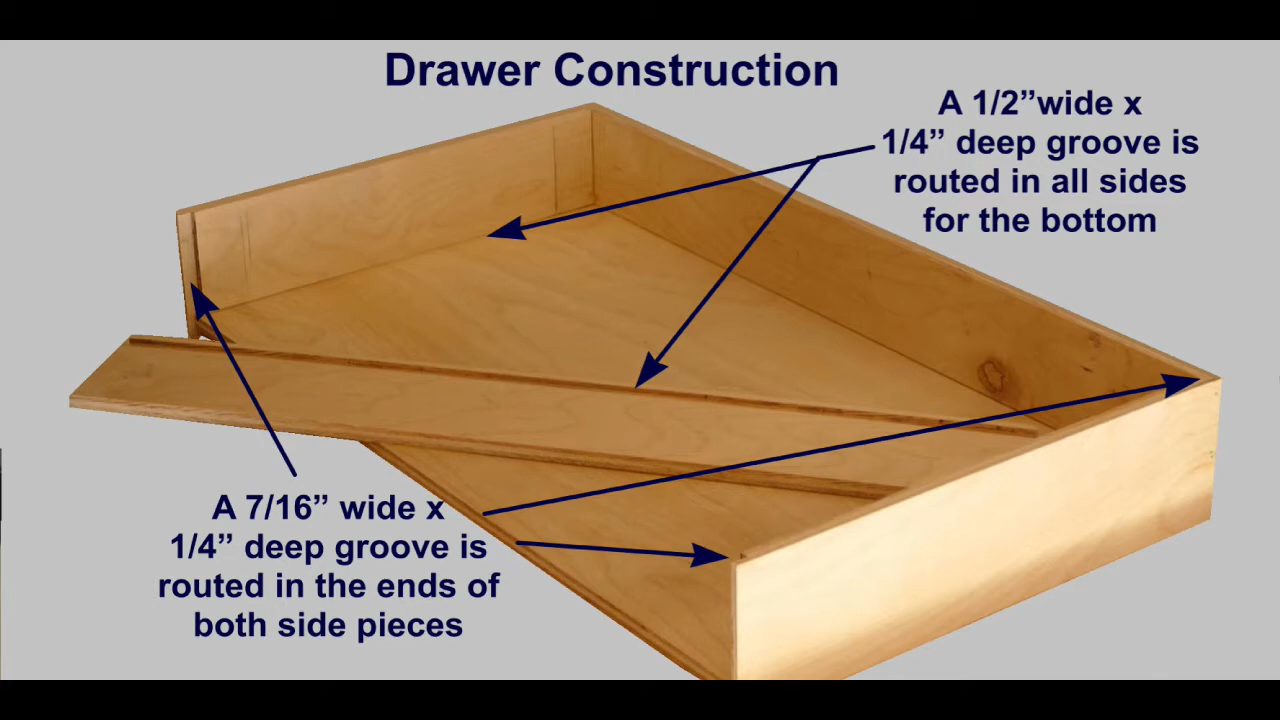 Drawer Construction
A 1/2”wide x
1/4” deep groove is
routed in all sides
for the bottom
A 7/16” wide x
1/4” deep groove is
routed in the ends of
both side pieces